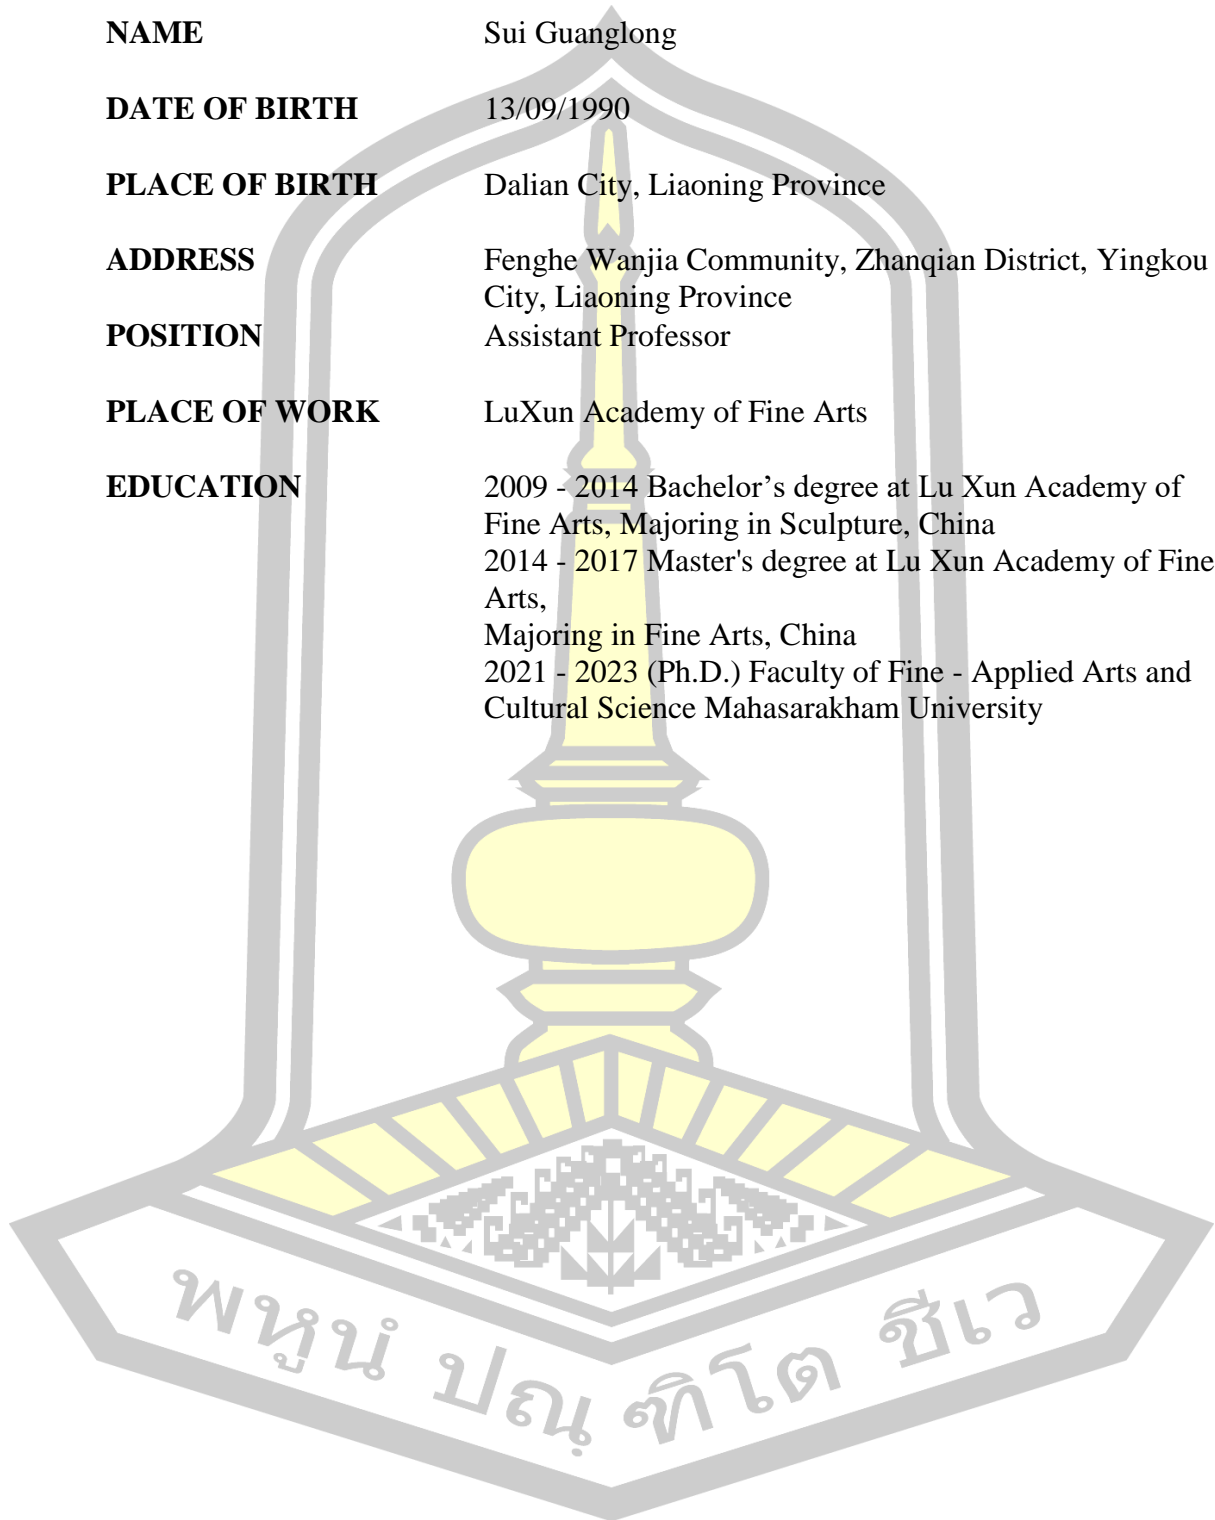 NAME Sui Guanglong
DATE OF BIRTH 13/09/1990
PLACE OF BIRTH Dalian City, Liaoning Province
ADDRESS Fenghe Wanjia Community, Zhanqian District, Yingkou
City, Liaoning Province
POSITION Assistant Professor
PLACE OF WORK LuXun Academy of Fine Arts
EDUCATION 2009 - 2014 Bachelor’s degree at Lu Xun Academy of
Fine Arts, Majoring in Sculpture, China
2014 - 2017 Master's degree at Lu Xun Academy of Fine
Arts,
Majoring in Fine Arts, China
2021 - 2023 (Ph.D.) Faculty of Fine - Applied Arts and
Cultural Science Mahasarakham University
พหูนํ ปณฺ ฑิโต ชีเว